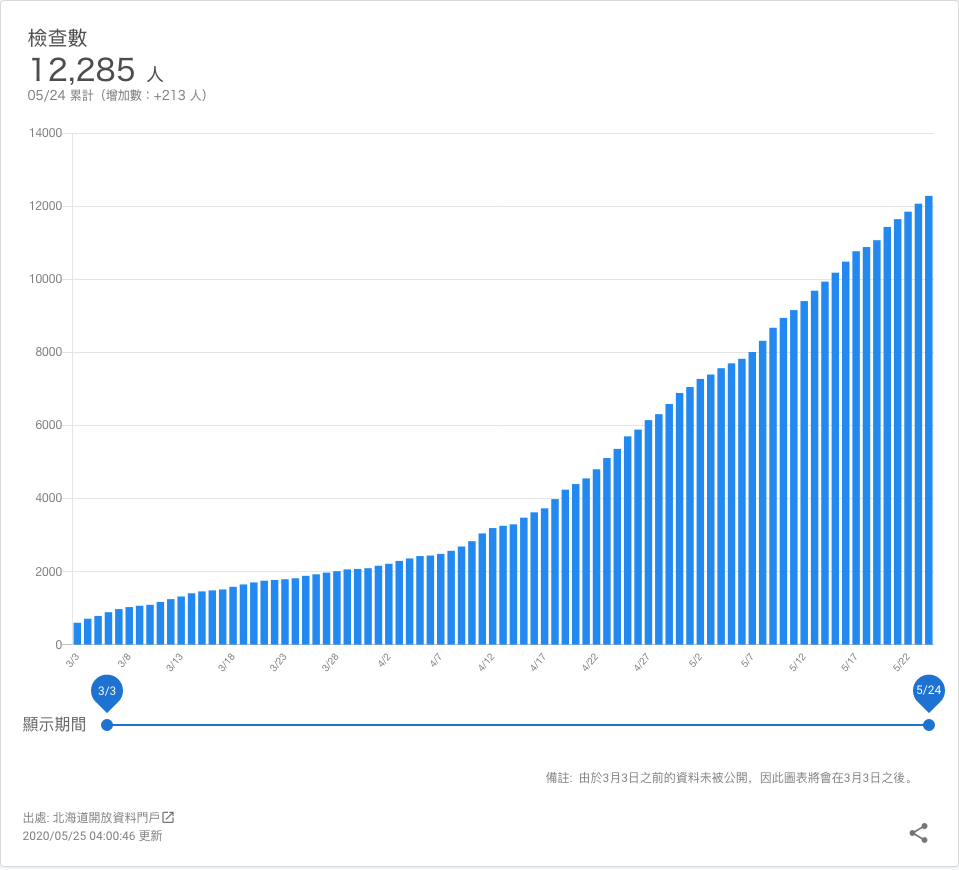 檢查數
12,285 人
05/24 累計（增加數：+213 人）
14000
12000
10000
8000
6000
4000
2000
0
3/3 3/8 3/13 3/18 3/23 3/28 4/2 4/7 4/12 4/17 4/22 4/27 5/2 5/7 5/12 5/17 5/22
3/3 5/24
顯示期間
備註: 由於3月3日之前的資料未被公開，因此圖表將會在3月3日之後。
出處: 北海道開放資料門戶
2020/05/25 04:00:46 更新